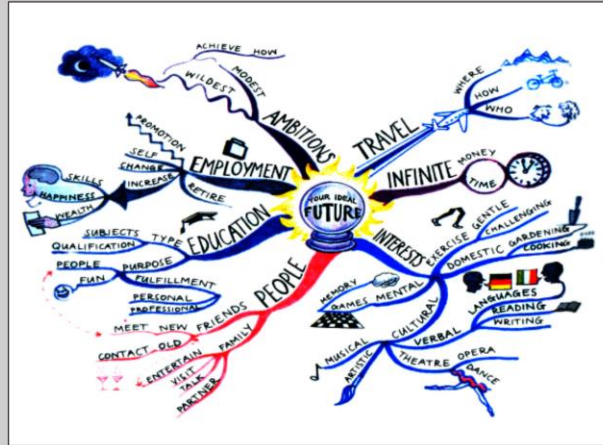 YOUR IDEAL
FUTURE
AMBITIONS
MODEST
WILDEST
ACHIEVE HOW
TRAVEL
WHERE
HOW
WHO
INFINITE
MONEY
TIME
EMPLOYMENT
PROMOTION
SELF
CHANGE
INCREASE
SKILLS
HAPPINESS
WEALTH
RETIRE
EDUCATION
SUBJECTS TYPE
QUALIFICATION
PEOPLE PURPOSE
FUN
FULFILLMENT
PERSONAL
PROFESSIONAL
PEOPLE
FRIENDS
MEET NEW
CONTACT OLD
FAMILY
ENTERTAIN
VISIT
TALK
PARTNER
INTERESTS
EXERCISE GENTLE
CHALLENGING
DOMESTIC GARDENING
COOKING
MENTAL
MEMORY
GAMES
CULTURAL
VERBAL
LANGUAGES
READING
WRITING
MUSICAL
ARTISTIC
THEATRE OPERA
DANCE